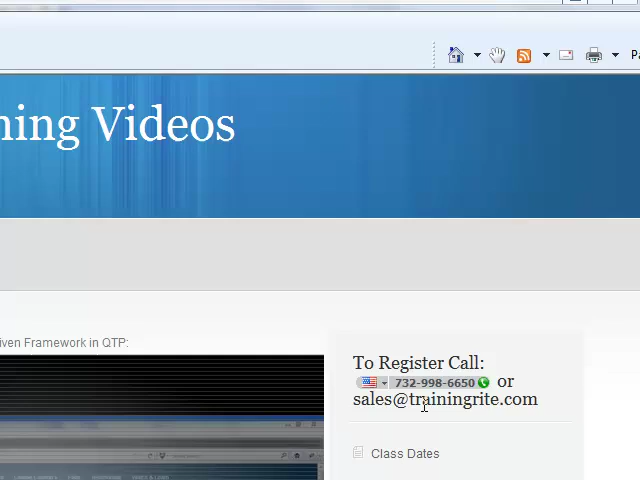 Pa
ning Videos
iven Framework in QTP:
To Register Call:
732-998-6650 or
sales@trainingrite.com
Class Dates